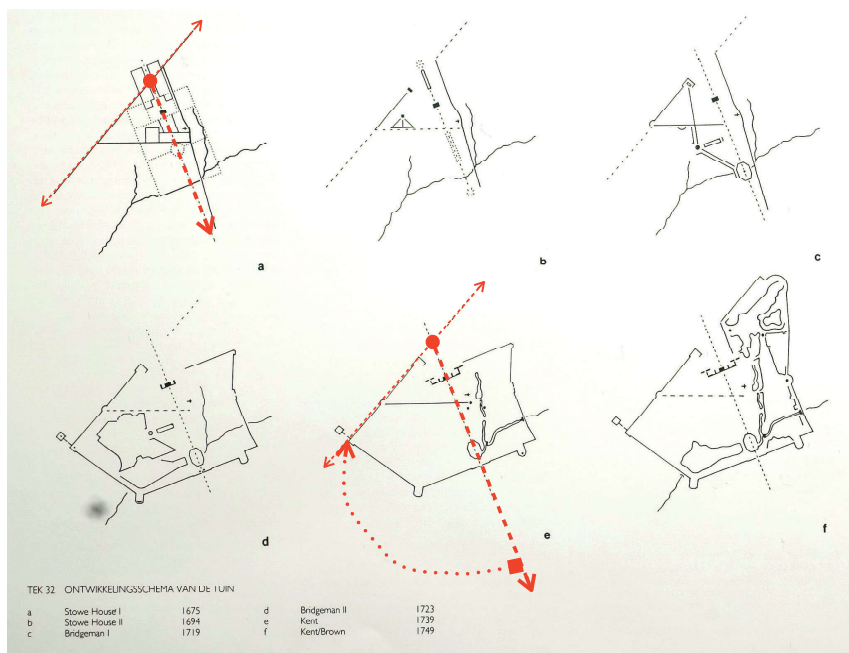 a
b
c
d
e
f
TEK 32 ONTWIKKELINGSSCHEMA VAN DE TUIN
a Stowe House I 1675 d Bridgeman II 1723
b Stowe House II 1694 e Kent 1739
c Bridgeman I 1719 f Kent/Brown 1749